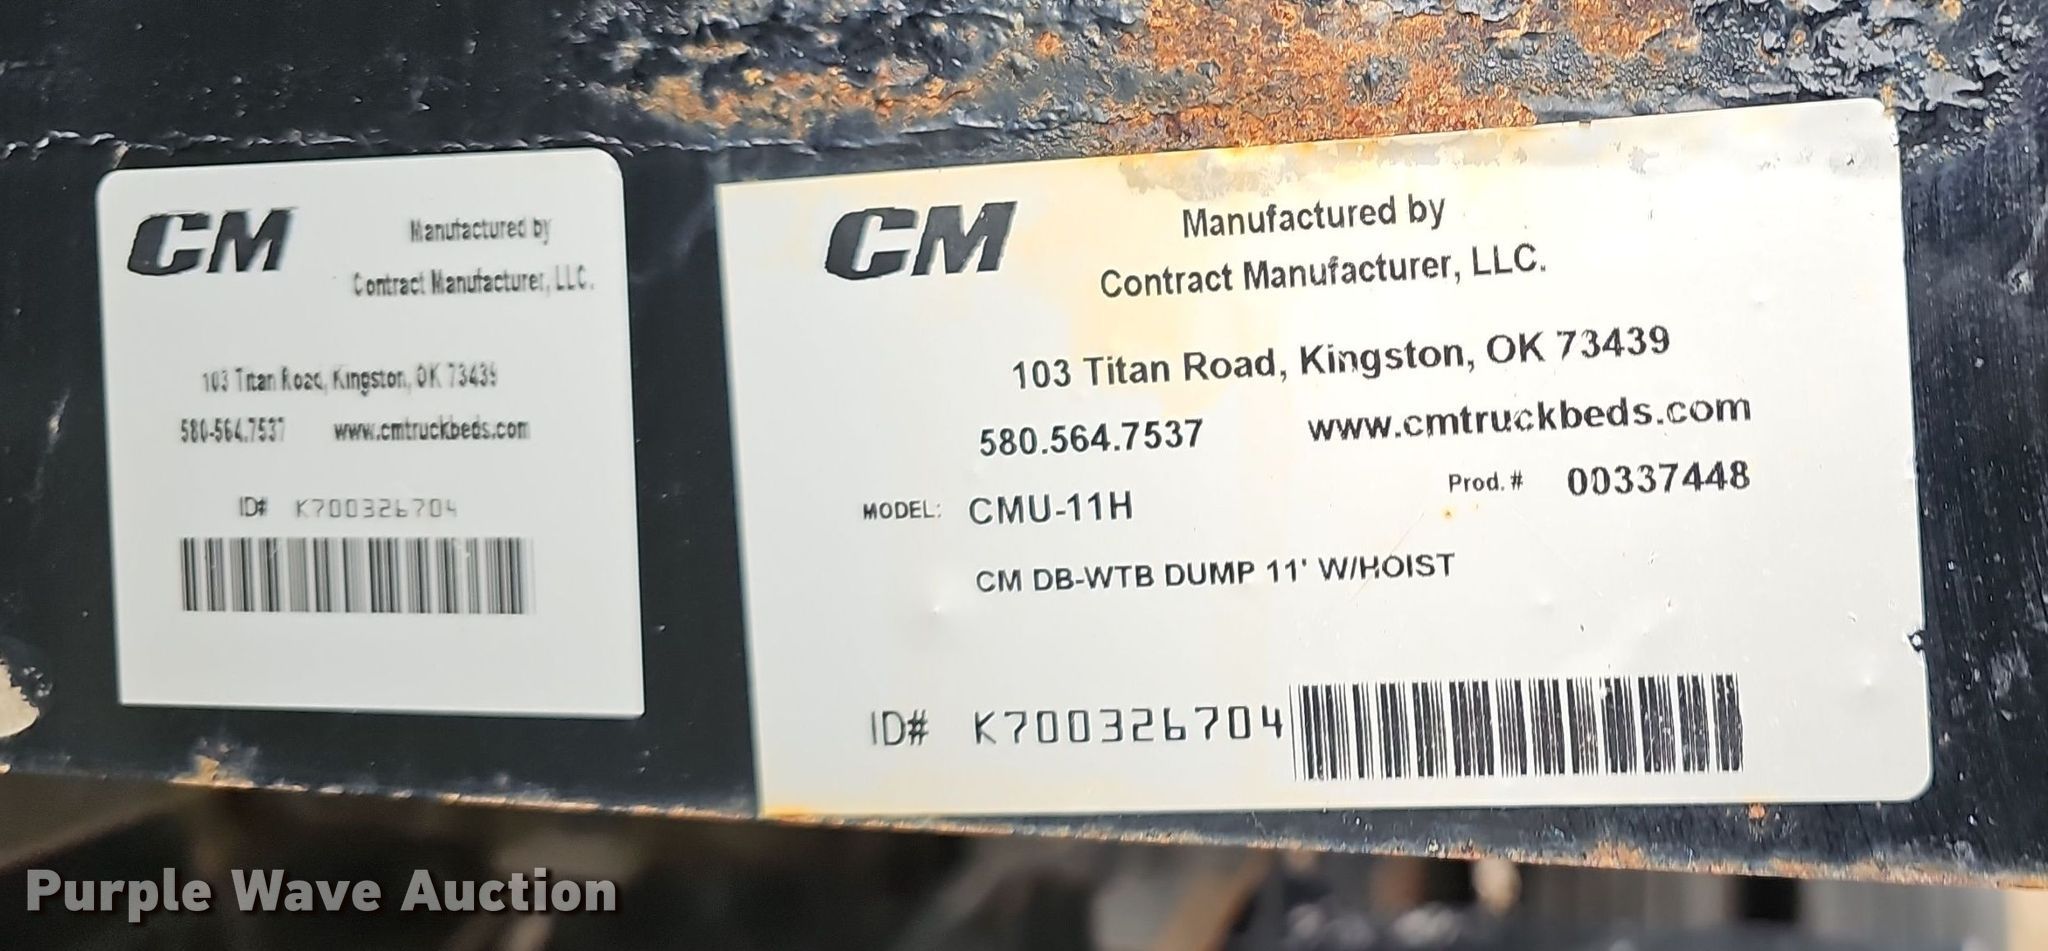 CM
Manufactured by
Contract Manufacturer, LLC.
103 Titan Road, Kingston, OK 73439
580-564.7537 www.cmtruckbeds.com
ID# K700326704
CM
Manufactured by
Contract Manufacturer, LLC.
103 Titan Road, Kingston, OK 73439
580.564.7537 www.cmtruckbeds.com
Prod. # 00337448
MODEL: CMU-11H
CM DB-WTB DUMP 11' W/HOIST
ID# K700326704
Purple Wave Auction